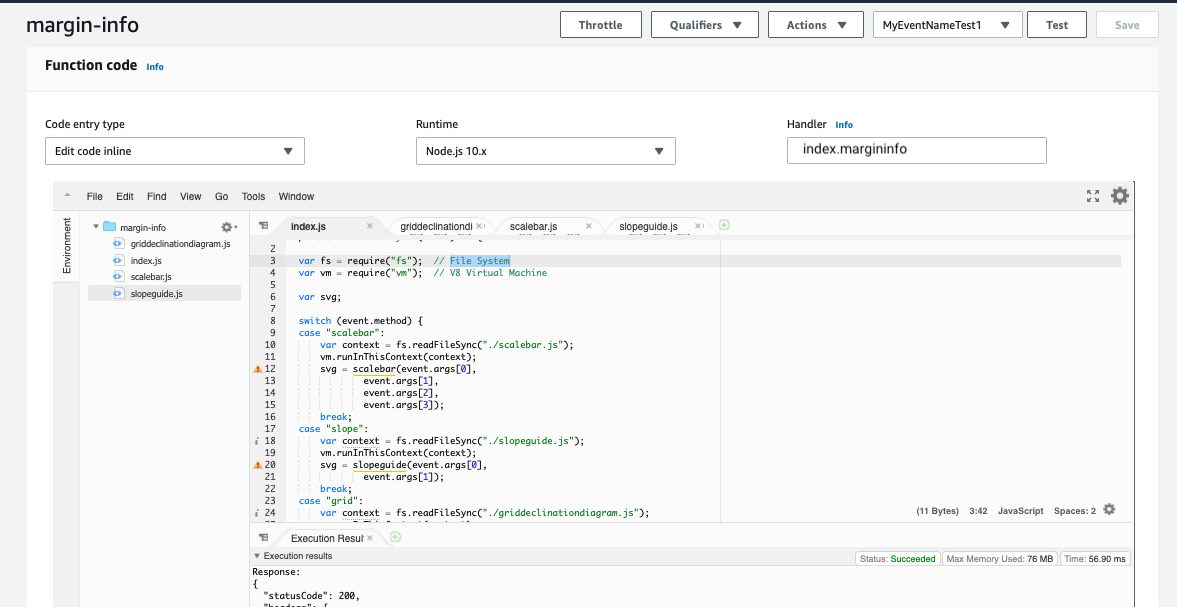 margin-info
Throttle
Qualifiers
Actions
MyEventNameTest1
Test
Save
Function code Info
Code entry type
Edit code inline
Runtime
Node.js 10.x
Handler Info
index.margininfo
File Edit Find View Go Tools Window
Environment
margin-info
griddeclinationdiagram.js
index.js
scalebar.js
slopeguide.js
index.js
griddeclinationdi
scalebar.js
slopeguide.js
2
3 var fs = require("fs"); // File System
4 var vm = require("vm"); // V8 Virtual Machine
5
6 var svg;
7
8 switch (event.method) {
9 case "scalebar":
10 var context = fs.readFileSync("./scalebar.js");
11 vm.runInThisContext(context);
12 svg = scalebar(event.args[0],
13 event.args[1],
14 event.args[2],
15 event.args[3]);
16 break;
17 case "slope":
18 var context = fs.readFileSync("./slopeguide.js");
19 vm.runInThisContext(context);
20 svg = slopeguide(event.args[0],
21 event.args[1]);
22 break;
23 case "grid":
24 var context = fs.readFileSync("./griddeclinationdiagram.js");
(11 Bytes) 3:42 JavaScript Spaces: 2
Execution Resul
Execution results
Status: Succeeded
Max Memory Used: 76 MB
Time: 56.90 ms
Response:
{
"statusCode": 200,
"headers": {